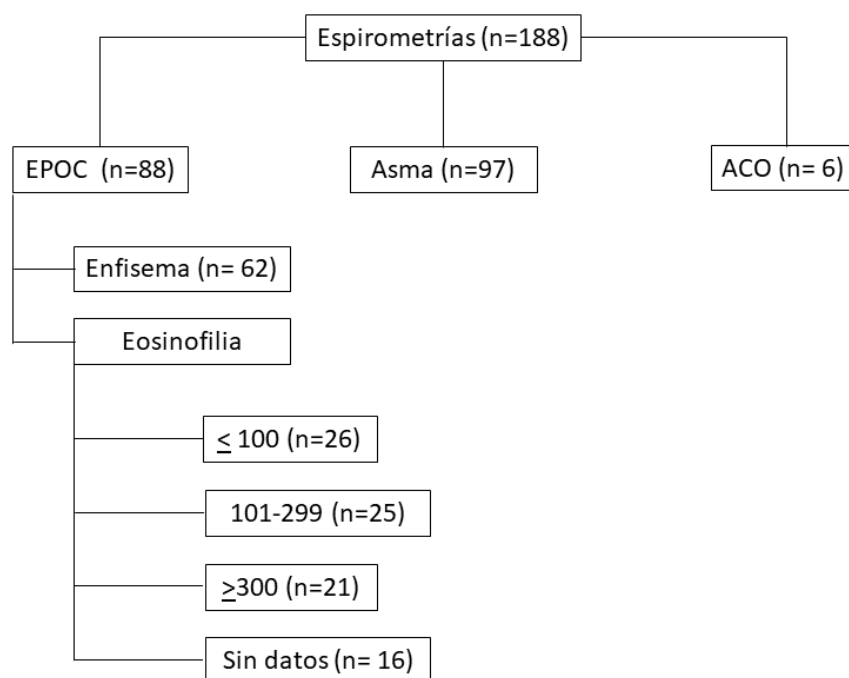 Espirometrías (n=188)
EPOC (n=88)
Asma (n=97)
ACO (n= 6)
Enfisema (n= 62)
Eosinofilia
≤ 100 (n=26)
101-299 (n=25)
≥300 (n=21)
Sin datos (n= 16)